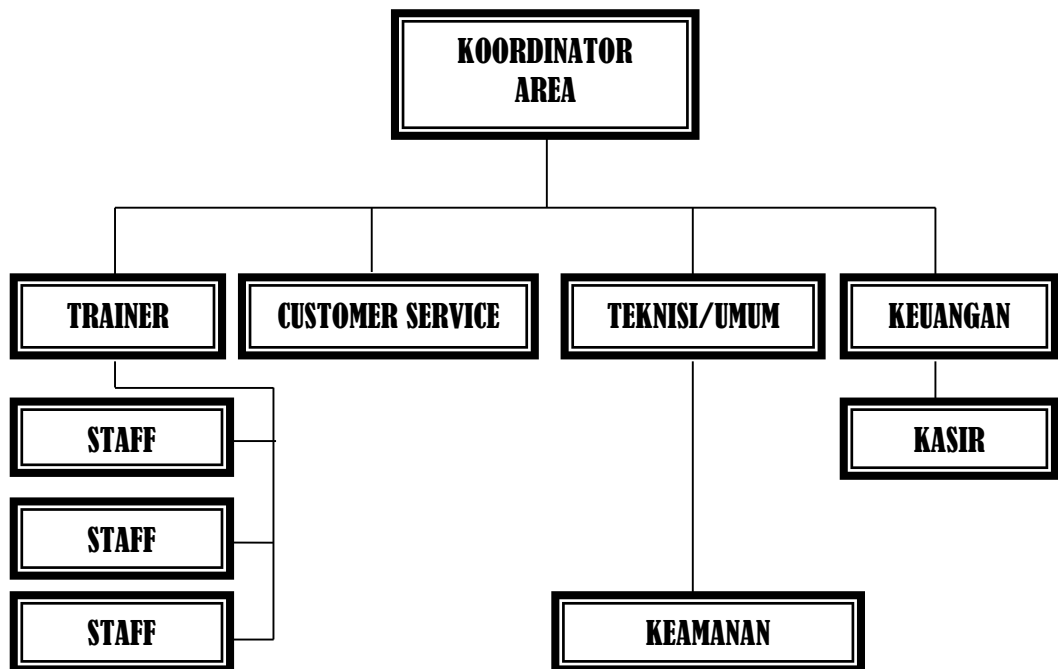 KOORDINATOR
AREA
TRAINER
CUSTOMER SERVICE
TEKNISI/UMUM
KEUANGAN
STAFF
KASIR
STAFF
STAFF
KEAMANAN